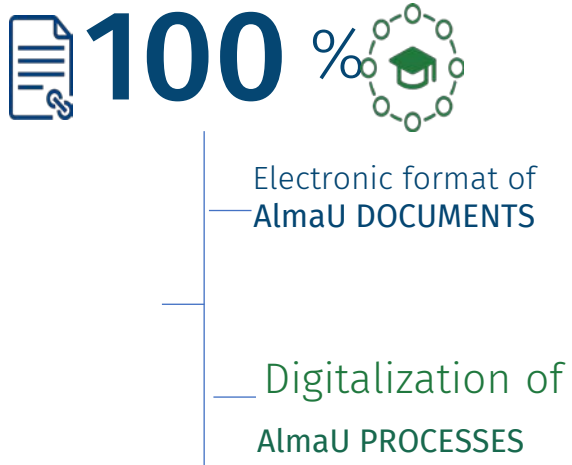 100 %
Electronic format of
AlmaU DOCUMENTS
Digitalization of
AlmaU PROCESSES